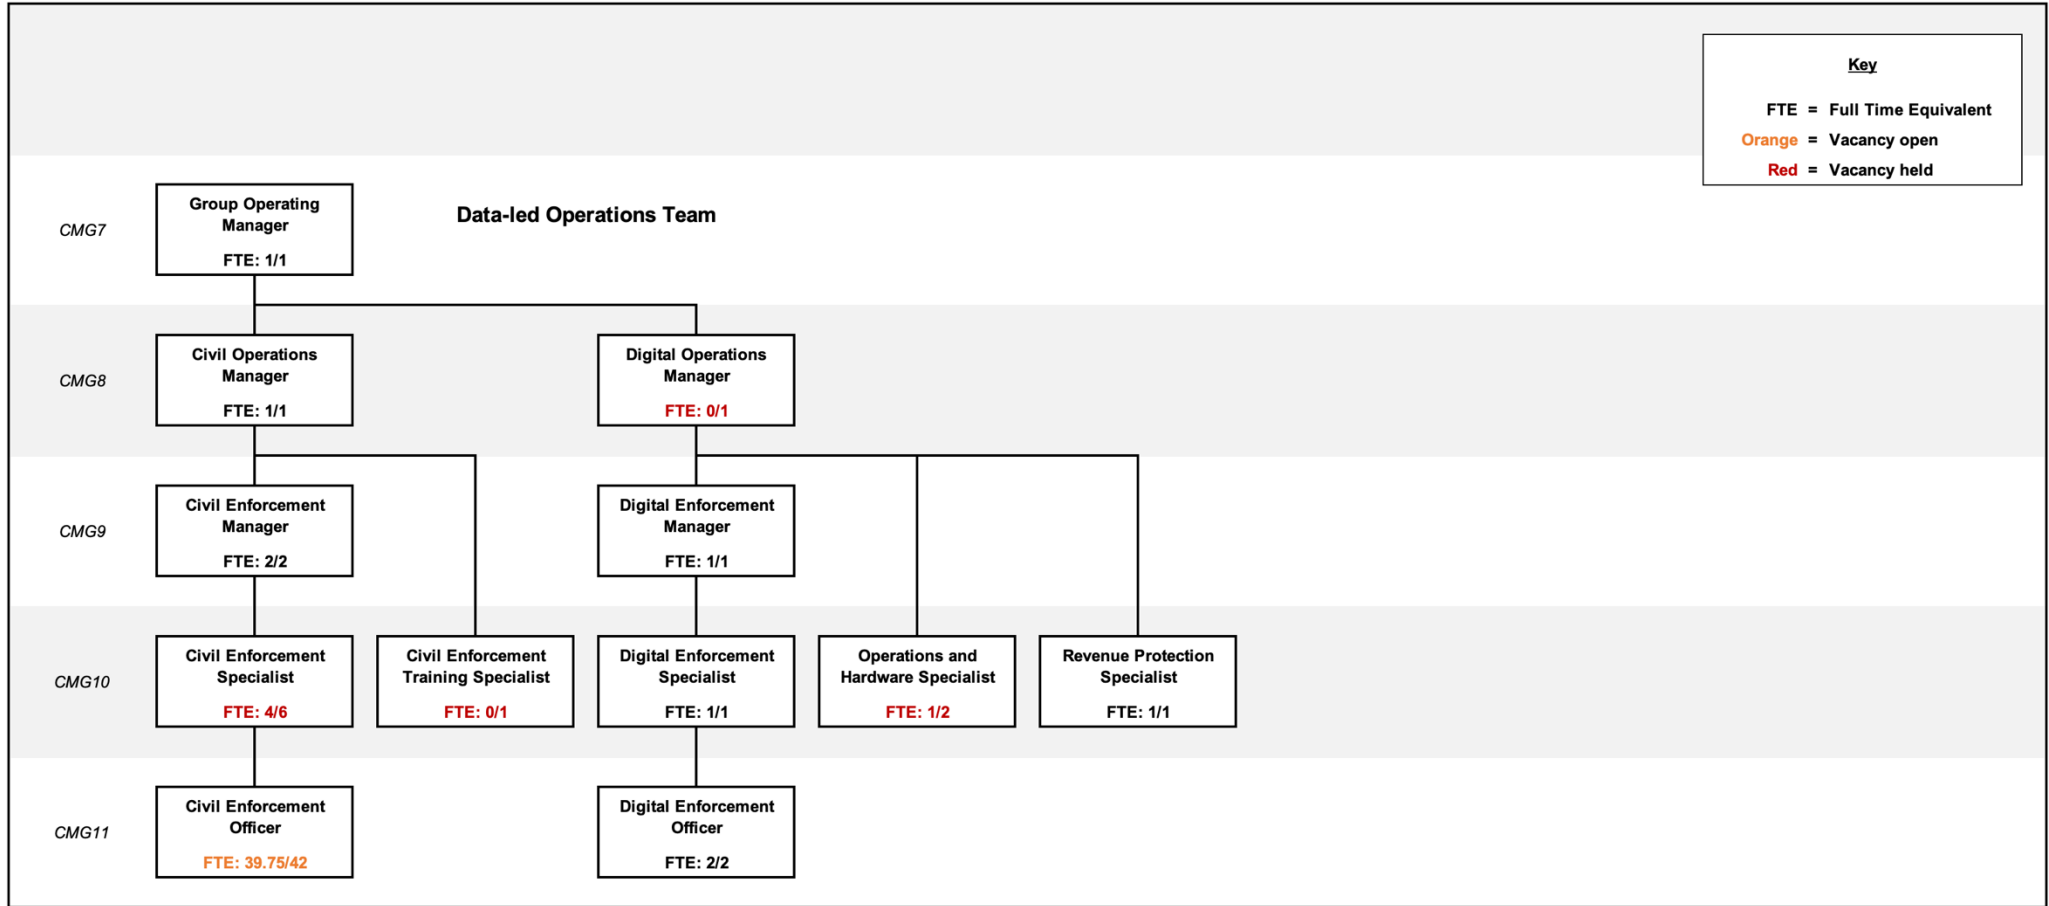 Key
FTE = Full Time Equivalent
Orange = Vacancy open
Red = Vacancy held
Data-led Operations Team
CMG7
Group Operating
Manager
FTE: 1/1
CMG8
Civil Operations
Manager
FTE: 1/1
Digital Operations
Manager
FTE: 0/1
CMG9
Civil Enforcement
Manager
FTE: 2/2
Digital Enforcement
Manager
FTE: 1/1
CMG10
Civil Enforcement
Specialist
FTE: 4/6
Civil Enforcement
Training Specialist
FTE: 0/1
Digital Enforcement
Specialist
FTE: 1/1
Operations and
Hardware Specialist
FTE: 1/2
Revenue Protection
Specialist
FTE: 1/1
CMG11
Civil Enforcement
Officer
FTE: 39.75/42
Digital Enforcement
Officer
FTE: 2/2